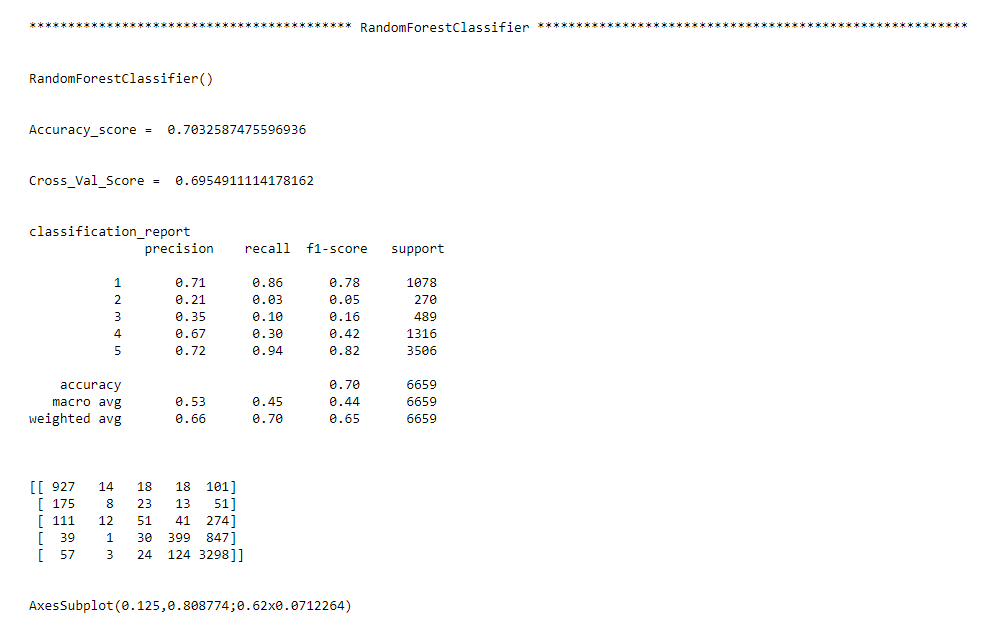 ****************************************** RandomForestClassifier ********************************************************
RandomForestClassifier()
Accuracy_score =  0.7032587475596936
Cross_Val_Score =  0.6954911114178162
classification_report
               precision    recall  f1-score   support
           1       0.71      0.86      0.78      1078
           2       0.21      0.03      0.05       270
           3       0.35      0.10      0.16       489
           4       0.67      0.30      0.42      1316
           5       0.72      0.94      0.82      3506
    accuracy                           0.70      6659
   macro avg       0.53      0.45      0.44      6659
weighted avg       0.66      0.70      0.65      6659
[[ 927   14   18   18  101]
 [ 175    8   23   13   51]
 [ 111   12   51   41  274]
 [  39    1   30  399  847]
 [  57    3   24  124 3298]]
AxesSubplot(0.125,0.808774;0.62x0.0712264)